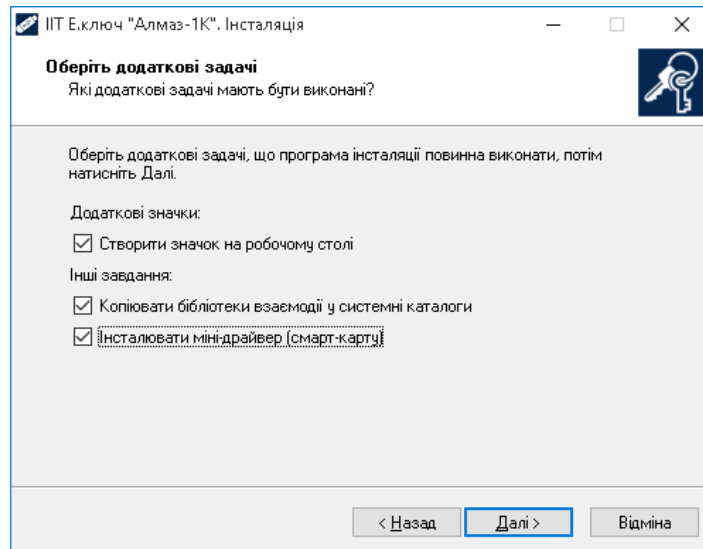 ІІТ Е.ключ "Алмаз-1К". Інсталяція
Оберіть додаткові задачі
Які додаткові задачі мають бути виконані?
Оберіть додаткові задачі, що програма інсталяції повинна виконати, потім
натисніть Далі.
Додаткові значки:
Створити значок на робочому столі
Інші завдання:
Копіювати бібліотеки взаємодії у системні каталоги
Інсталювати міні-драйвер (смарт-карту)
< Назад
Далі >
Відміна